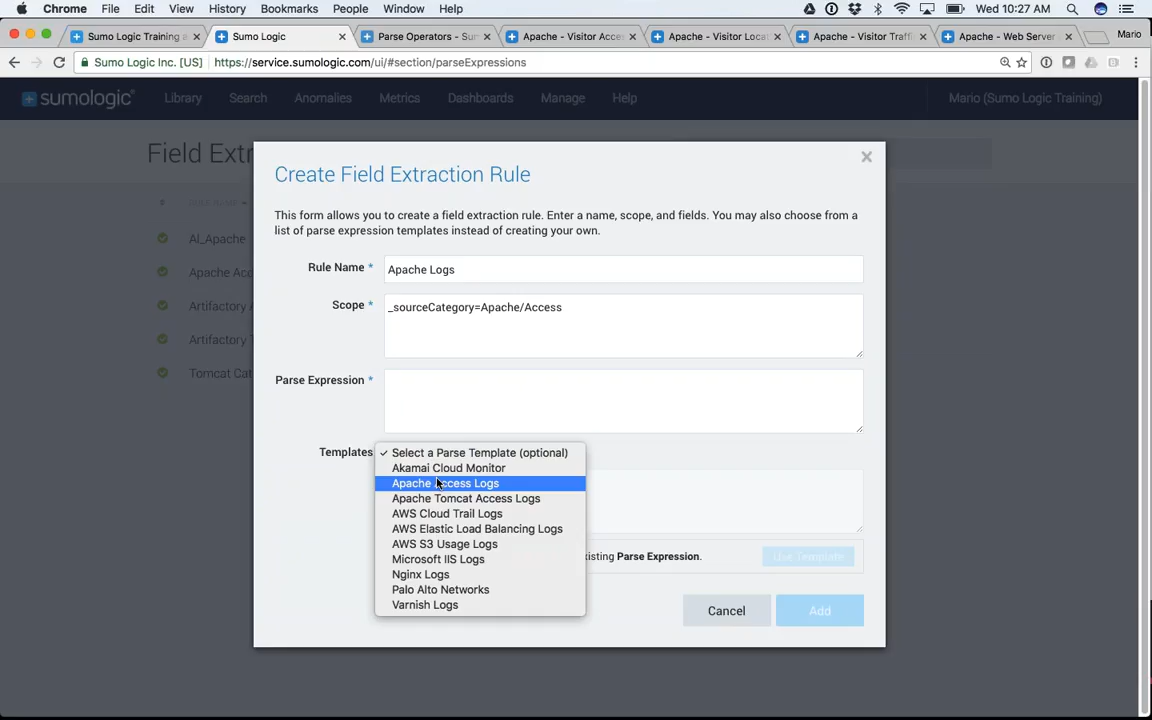 Chrome File Edit View History Bookmarks People Window Help Wed 10:27 AM
Sumo Logic Training a Sumo Logic Parse Operators - Sum Apache - Visitor Acces Apache - Visitor Locat Apache - Visitor Traffi Apache - Web Server Mario
Sumo Logic Inc. [US] https://service.sumologic.com/ui/#section/parseExpressions
sumologic Library Search Anomalies Metrics Dashboards Manage Help Mario (Sumo Logic Training)
Field Extr
Create Field Extraction Rule
This form allows you to create a field extraction rule. Enter a name, scope, and fields. You may also choose from a
list of parse expression templates instead of creating your own.
AI_Apache
Apache Acc
Artifactory A
Artifactory T
Tomcat Cat
Rule Name * Apache Logs
Scope * _sourceCategory=Apache/Access
Parse Expression *
Templates ✓ Select a Parse Template (optional)
Akamai Cloud Monitor
Apache Access Logs
Apache Tomcat Access Logs
AWS Cloud Trail Logs
AWS Elastic Load Balancing Logs
AWS S3 Usage Logs
Microsoft IIS Logs
Nginx Logs
Palo Alto Networks
Varnish Logs
xisting Parse Expression. Use Template
Cancel Add